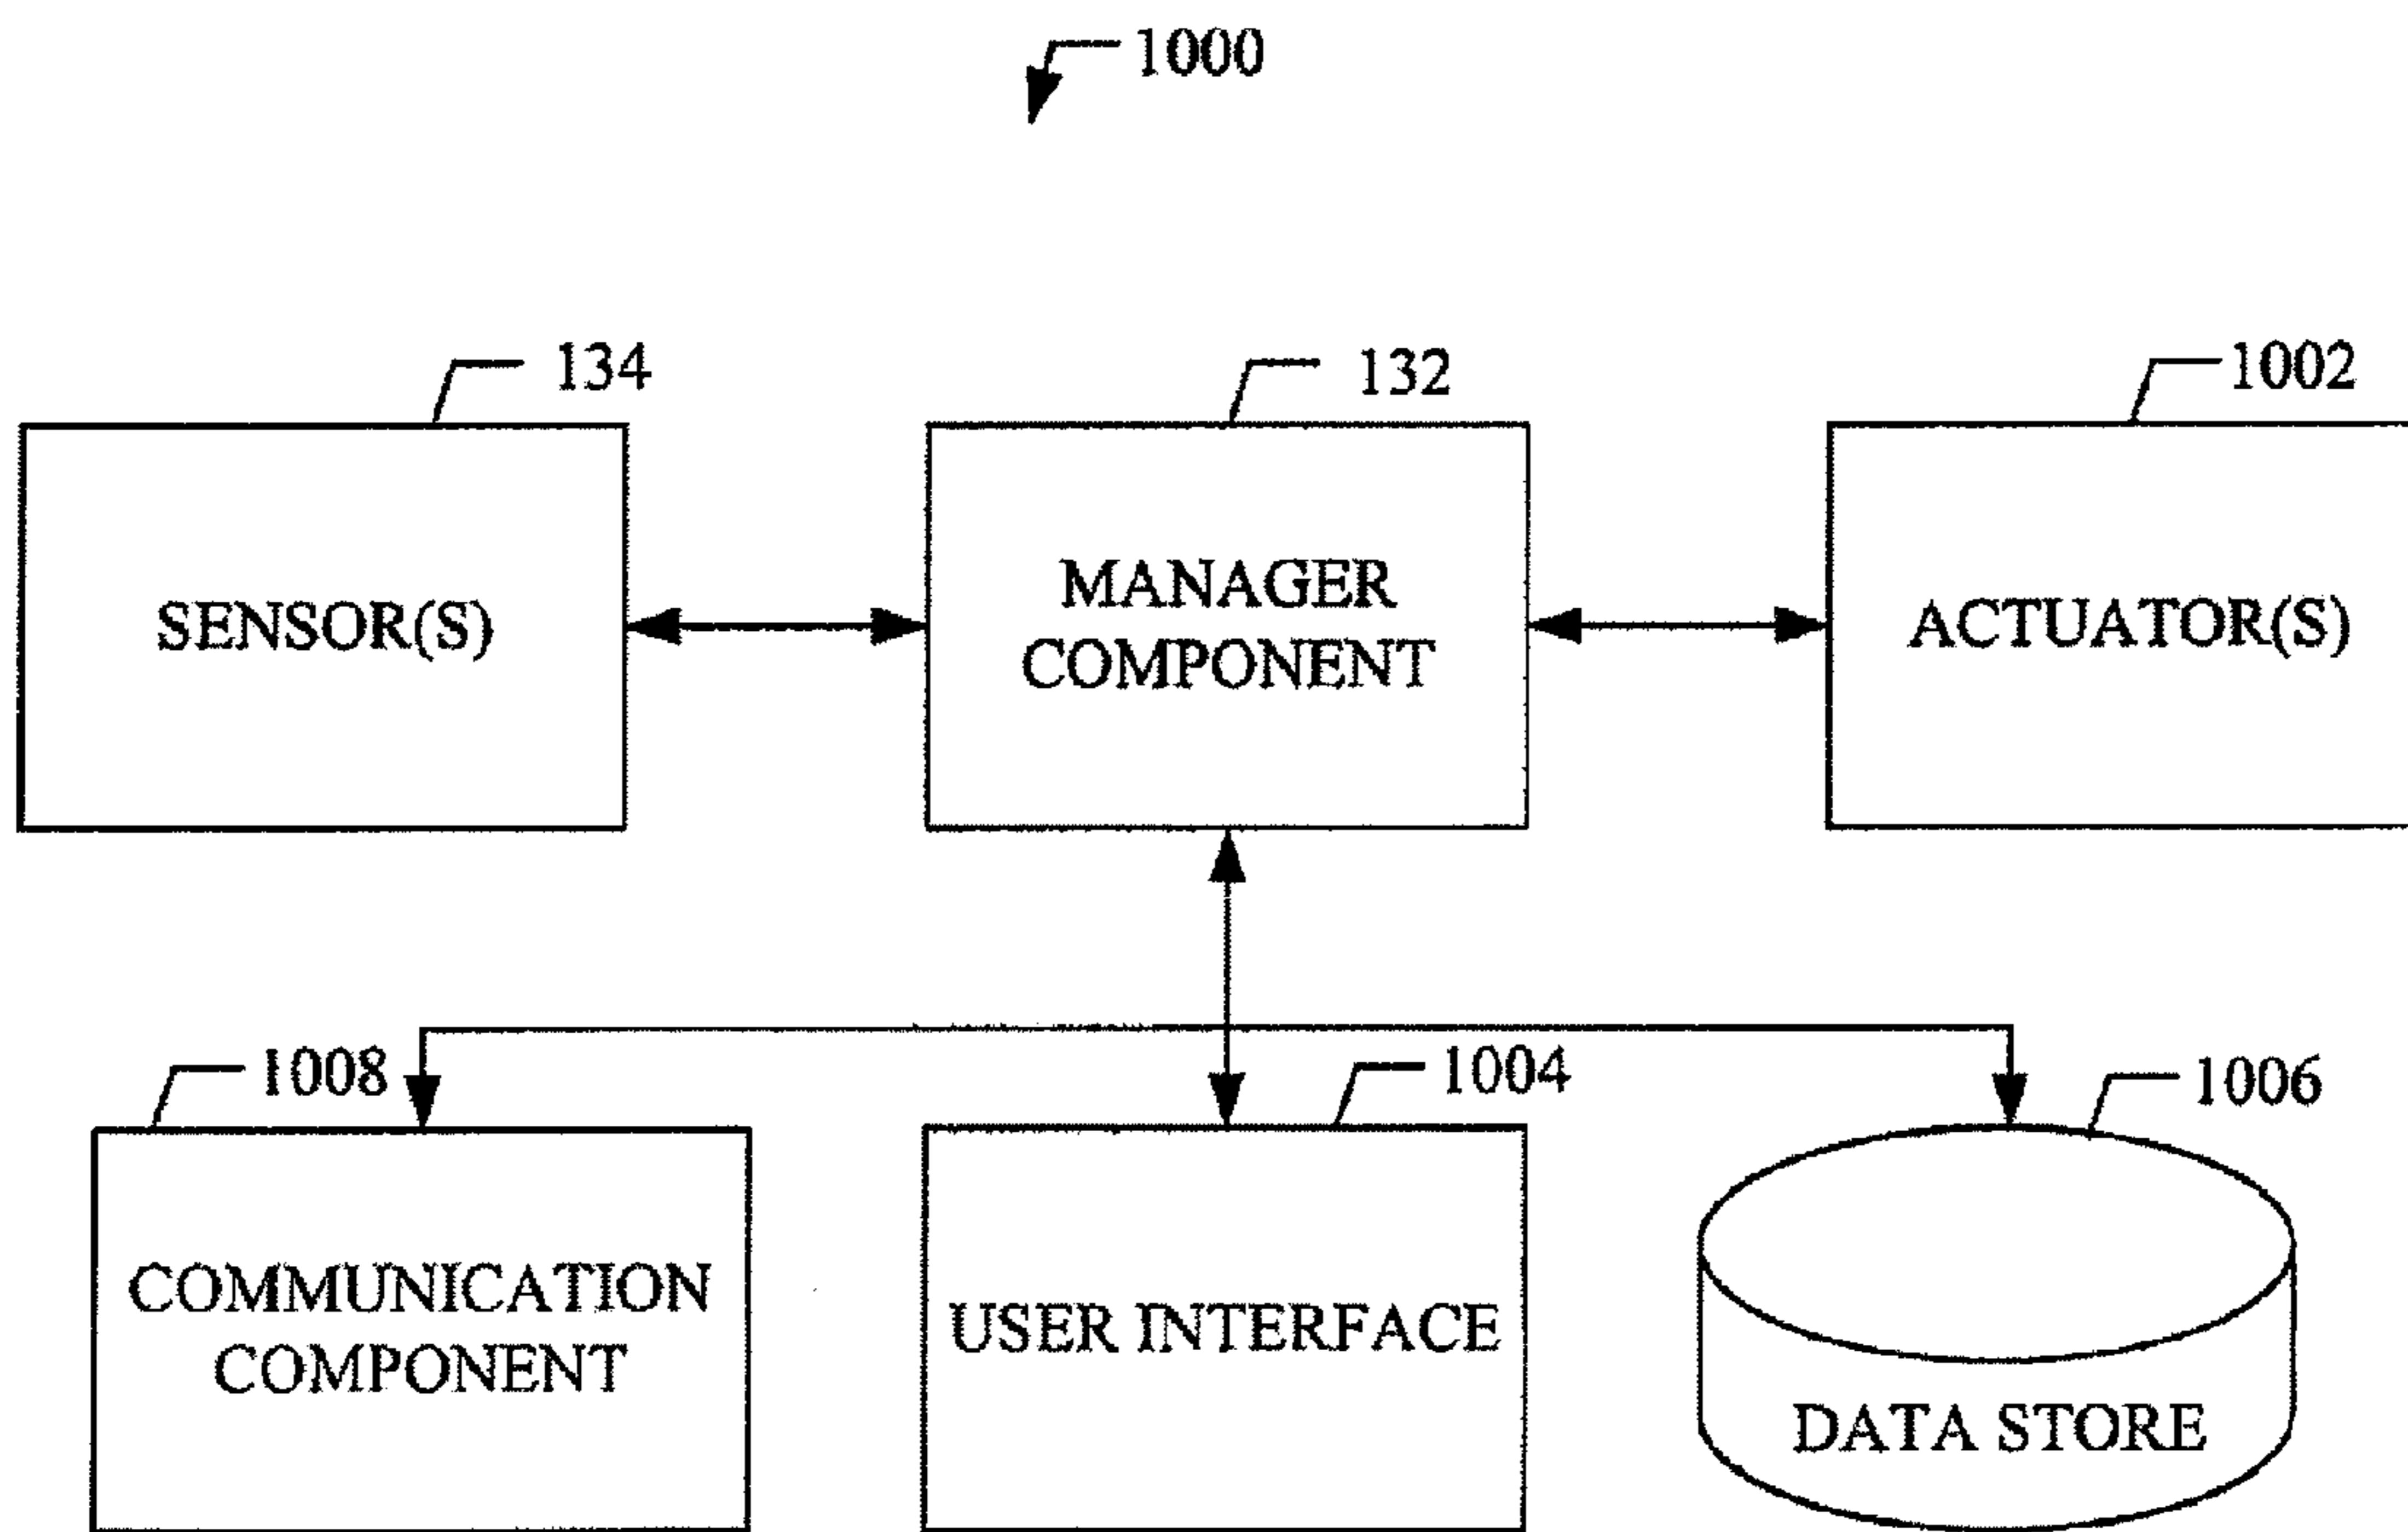 1000
134
132
1002
SENSOR(S)
MANAGER
COMPONENT
ACTUATOR(S)
1008
1004
1006
COMMUNICATION
COMPONENT
USER INTERFACE
DATA STORE